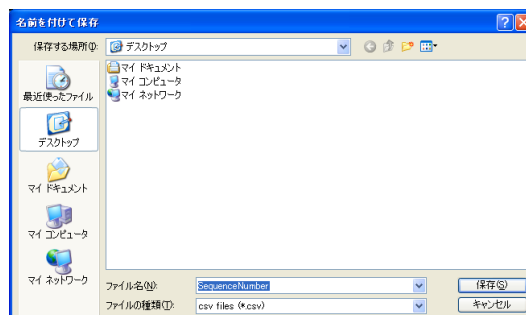 名前を付けて保存
保存する場所(I):
デスクトップ
最近使ったファイル
デスクトップ
マイ ドキュメント
マイ コンピュータ
マイ ネットワーク
マイ ドキュメント
マイ コンピュータ
マイ ネットワーク
ファイル名(N):
SequenceNumber
保存(S)
ファイルの種類(T):
csv files (*.csv)
キャンセル